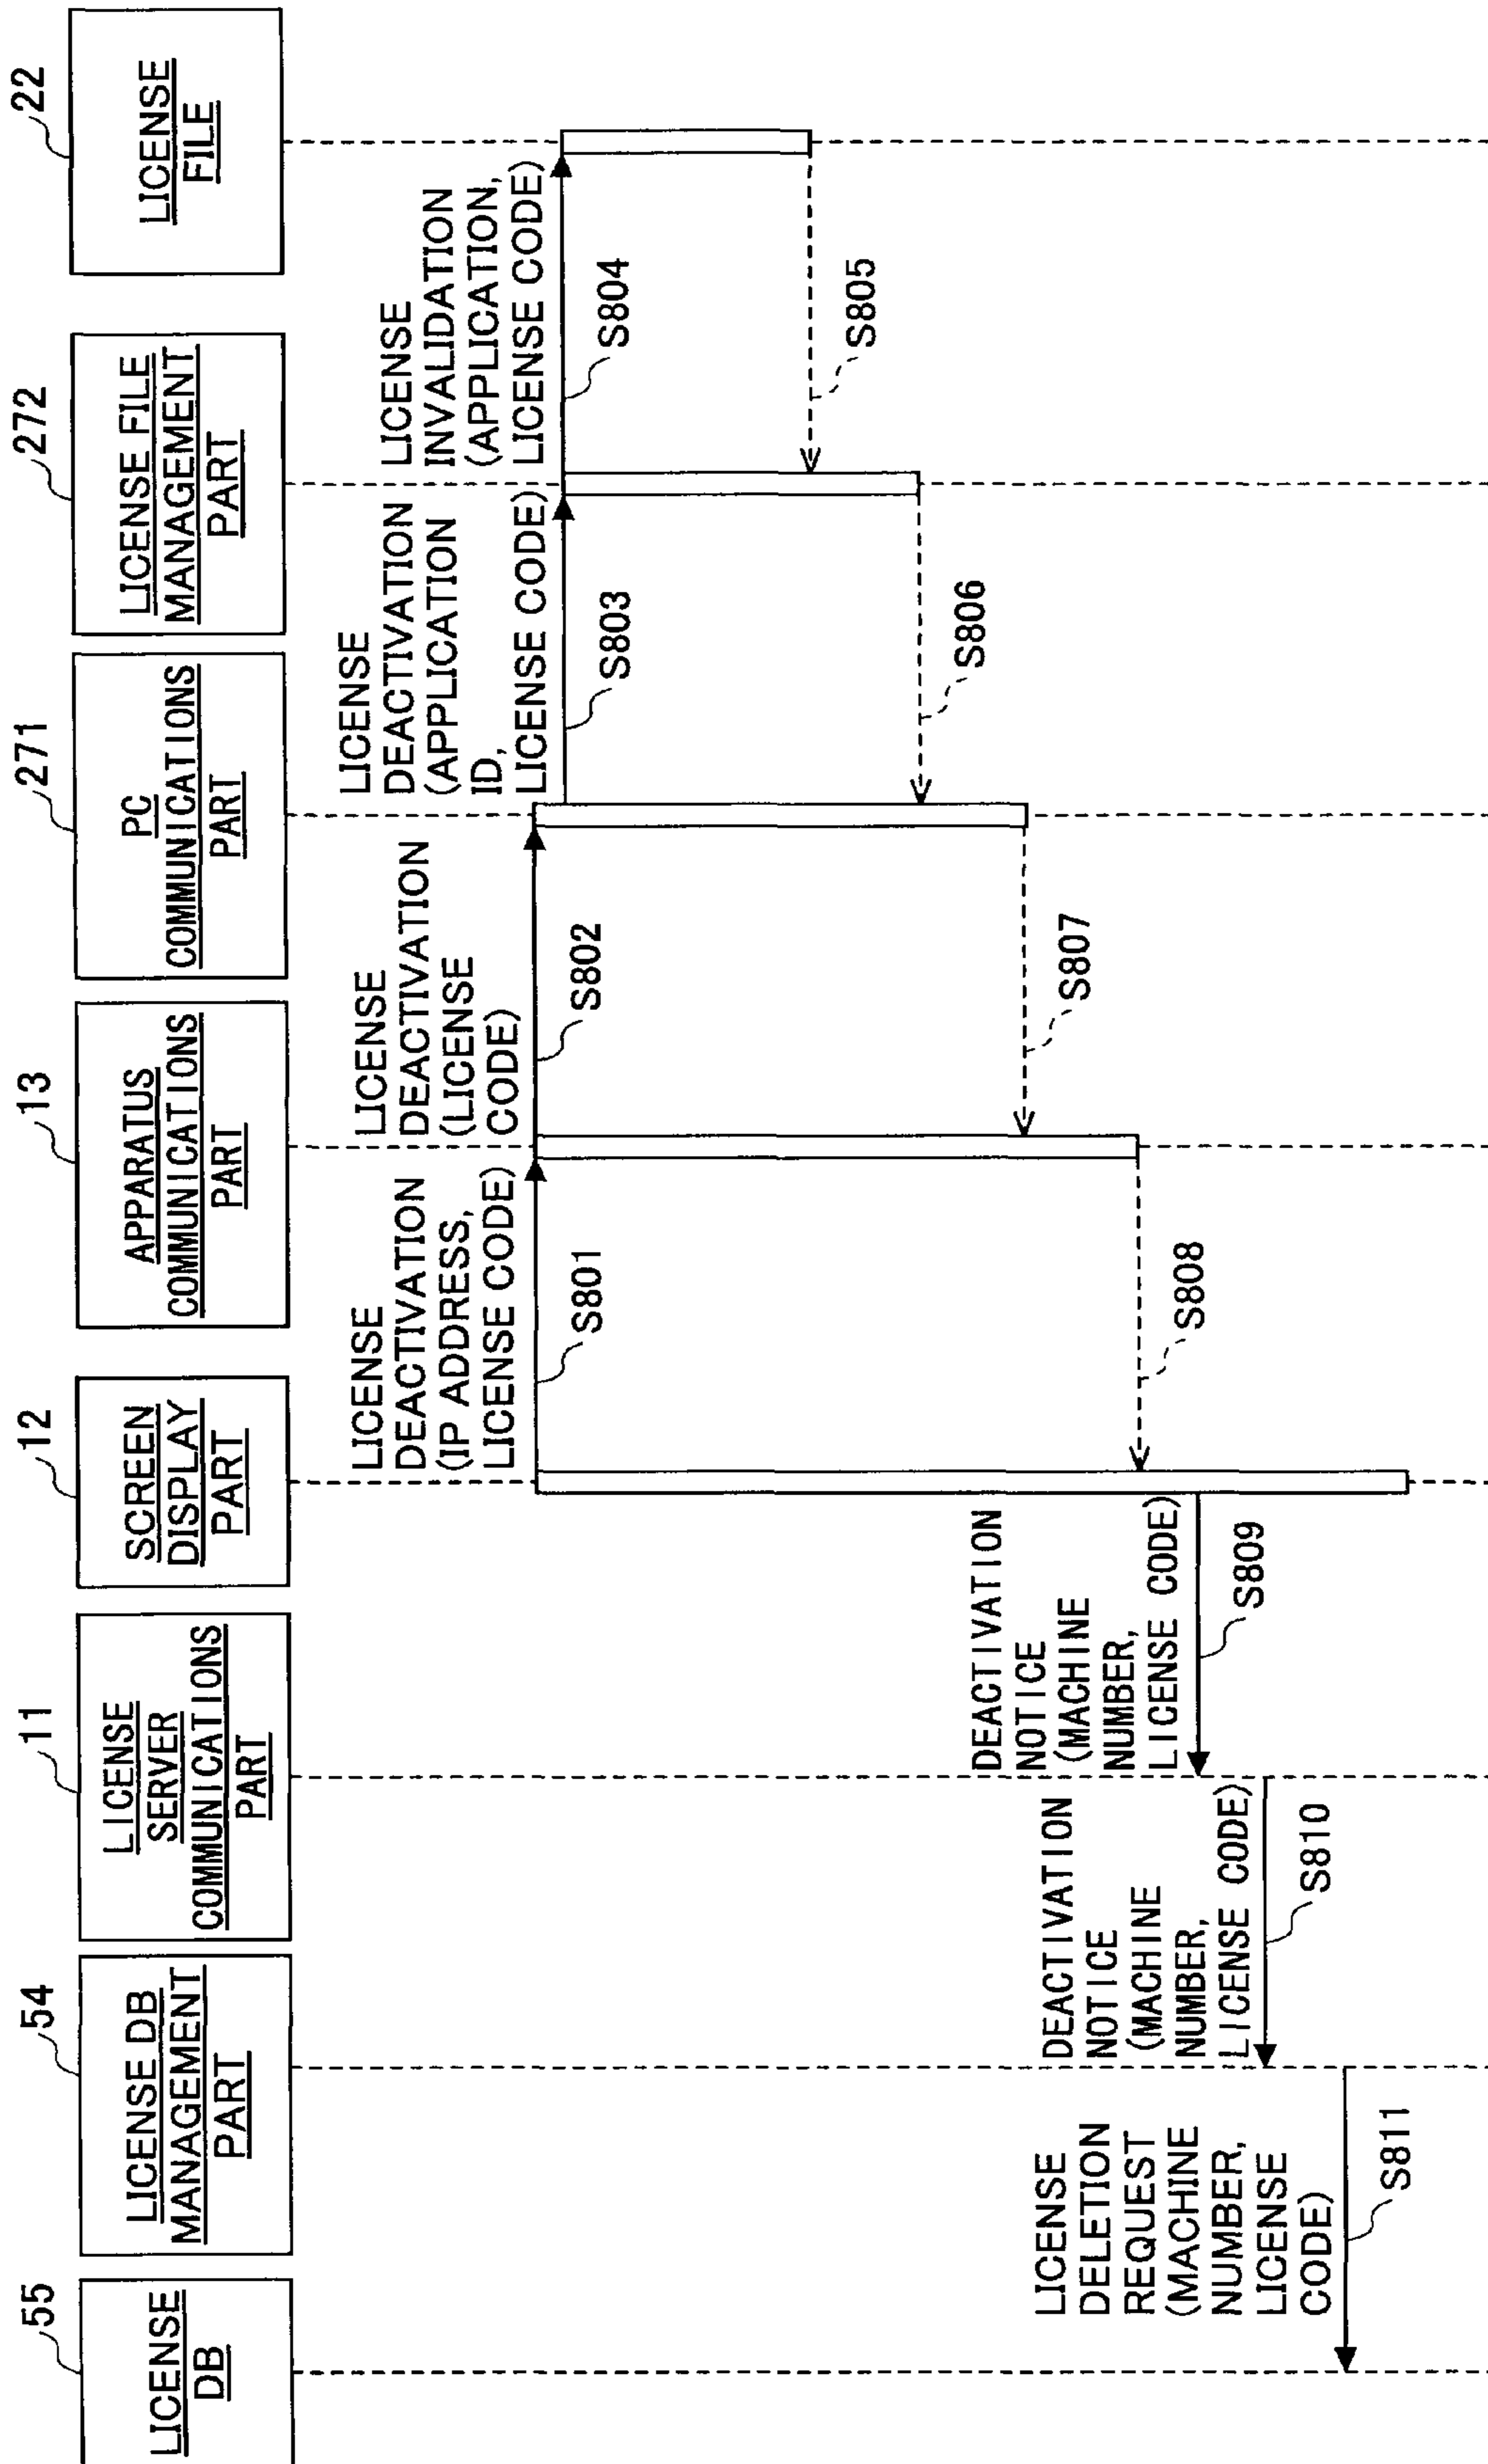 55
LICENSE
DB
54
LICENSE DB
MANAGEMENT
PART
11
LICENSE
SERVER
COMMUNICATIONS
PART
12
SCREEN
DISPLAY
PART
13
APPARATUS
COMMUNICATIONS
PART
271
PC
COMMUNICATIONS
PART
272
LICENSE FILE
MANAGEMENT
PART
22
LICENSE
FILE
LICENSE
DEACTIVATION
(IP ADDRESS,
LICENSE CODE)
S801
LICENSE
DEACTIVATION
(LICENSE
CODE)
S802
LICENSE
DEACTIVATION
(APPLICATION
ID,
LICENSE CODE)
S803
LICENSE
INVALIDATION
(APPLICATION,
LICENSE CODE)
S804
S805
S806
S807
S808
DEACTIVATION
NOTICE
(MACHINE
NUMBER,
LICENSE CODE)
S809
DEACTIVATION
NOTICE
(MACHINE
NUMBER,
LICENSE CODE)
S810
LICENSE
DELETION
REQUEST
(MACHINE
NUMBER,
LICENSE
CODE)
S811